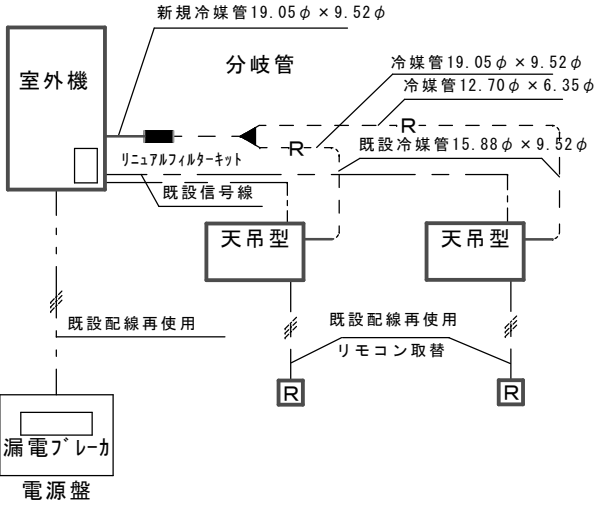 新規冷媒管19.05φ×9.52φ
室外機
分岐管
冷媒管19.05φ×9.52φ
冷媒管12.70φ×6.35φ
R
R
既設冷媒管15.88φ×9.52φ
リニュアルフィルターキット
既設信号線
天吊型
天吊型
既設配線再使用
既設配線再使用
リモコン取替
R
R
漏電ブレーカ
電源盤